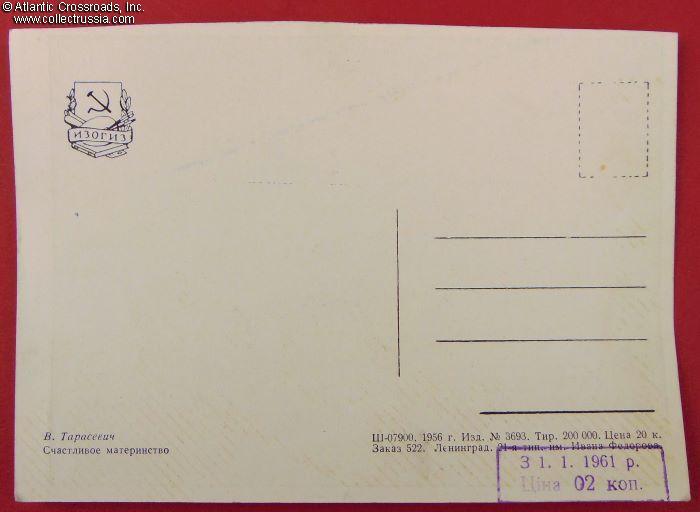 © Atlantic Crossroads, Inc.
www.collectrussia.com
ИЗОГИЗ
В. Тарасевич
Счастливое материнство
Ш-07900. 1956 г. Изд. № 3693. Тир. 200 000. Цена 20 к.
Заказ 522. Ленинград. 21-я тип. им. Ивана Федорова
З 1. 1. 1961 р.
Ціна 02 коп.